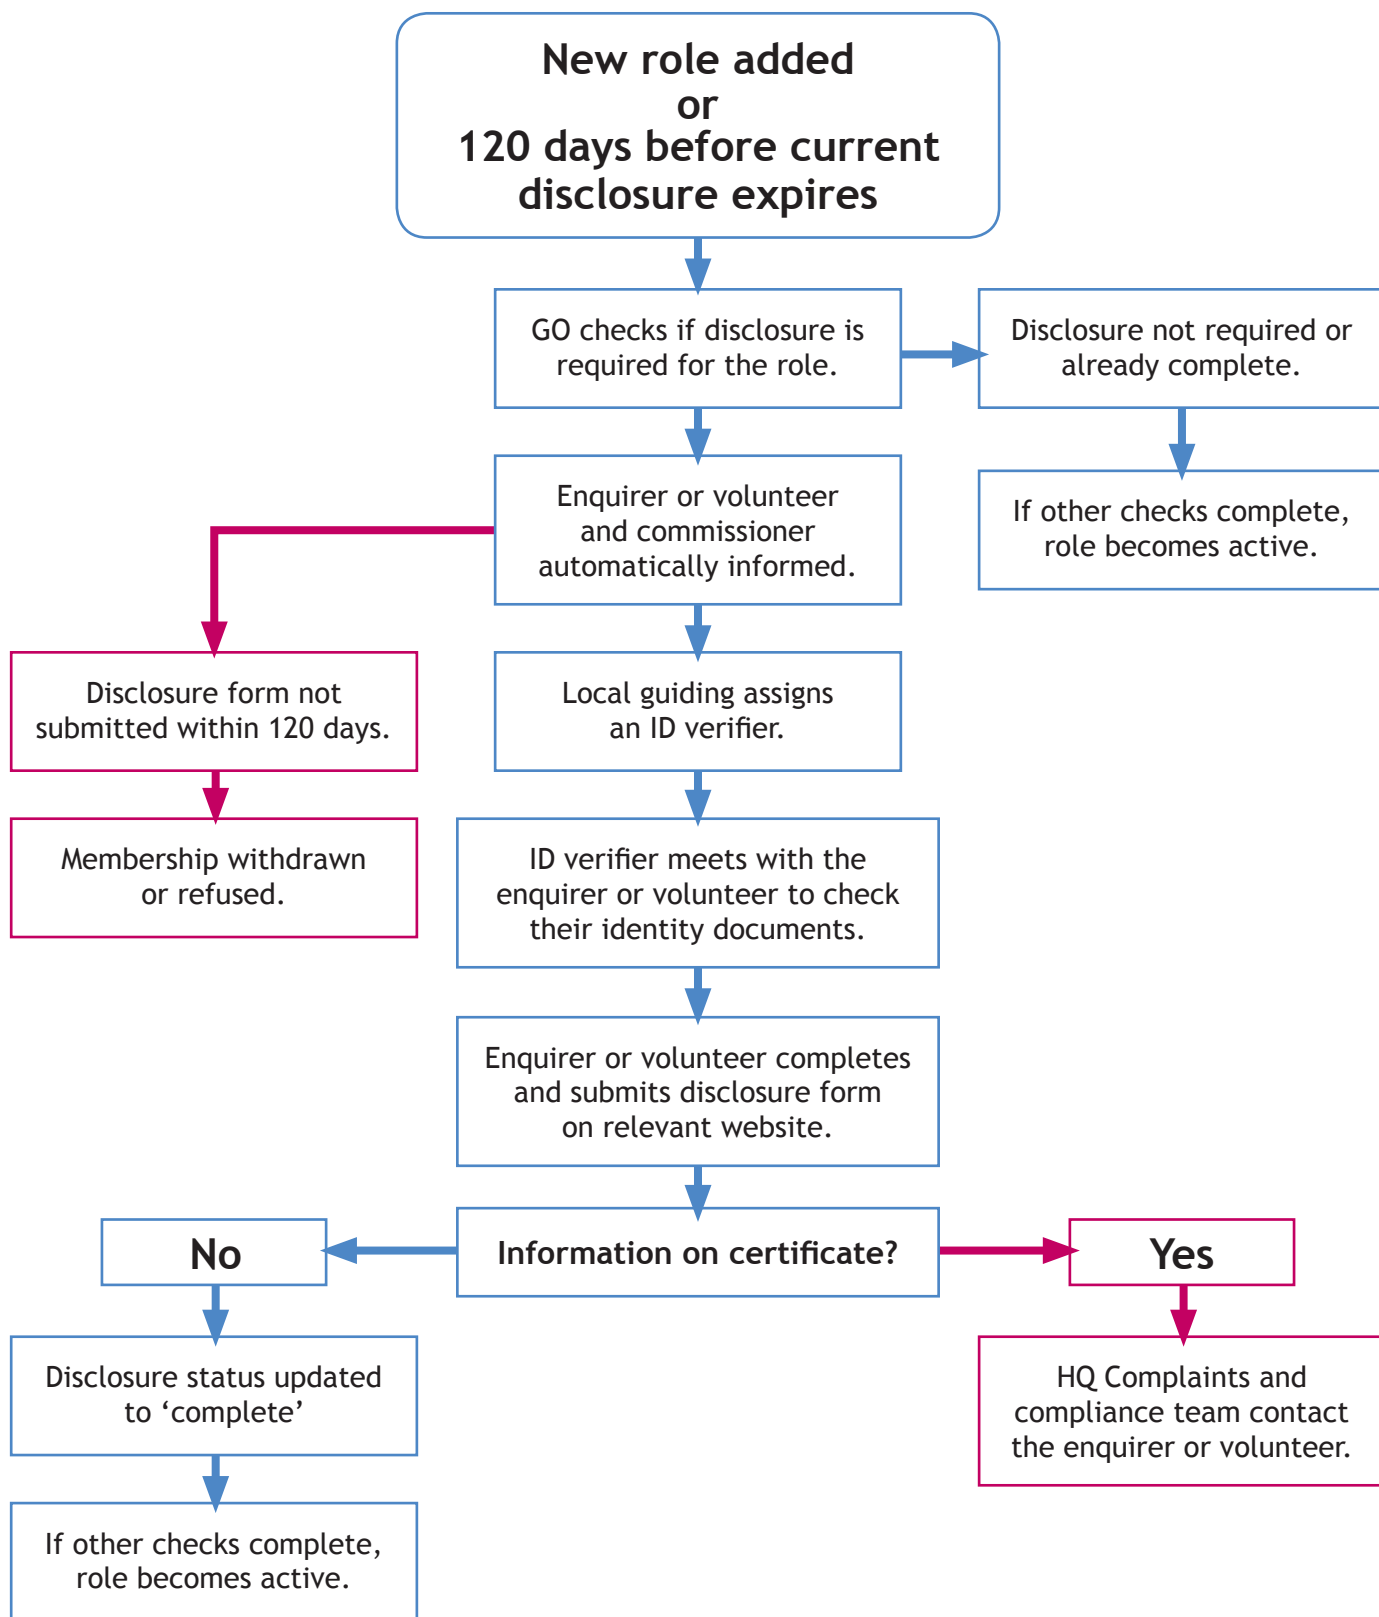 New role added
or
120 days before current
disclosure expires
GO checks if disclosure is
required for the role.
Disclosure not required or
already complete.
Enquirer or volunteer
and commissioner
automatically informed.
If other checks complete,
role becomes active.
Disclosure form not
submitted within 120 days.
Local guiding assigns
an ID verifier.
Membership withdrawn
or refused.
ID verifier meets with the
enquirer or volunteer to check
their identity documents.
Enquirer or volunteer completes
and submits disclosure form
on relevant website.
No
Information on certificate?
Yes
Disclosure status updated
to ‘complete’
HQ Complaints and
compliance team contact
the enquirer or volunteer.
If other checks complete,
role becomes active.